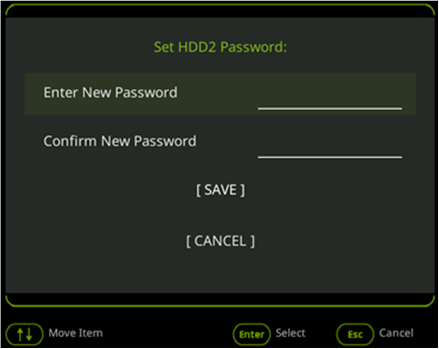 Set HDD2 Password:
Enter New Password
Confirm New Password
[ SAVE ]
[ CANCEL ]
↑↓ Move Item Enter Select Esc Cancel